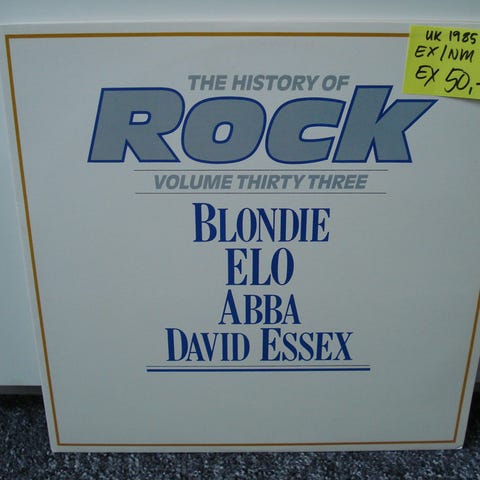 UK 1985
EX/NM
EX 50,-
THE HISTORY OF
ROCK
VOLUME THIRTY THREE
BLONDIE
ELO
ABBA
DAVID ESSEX